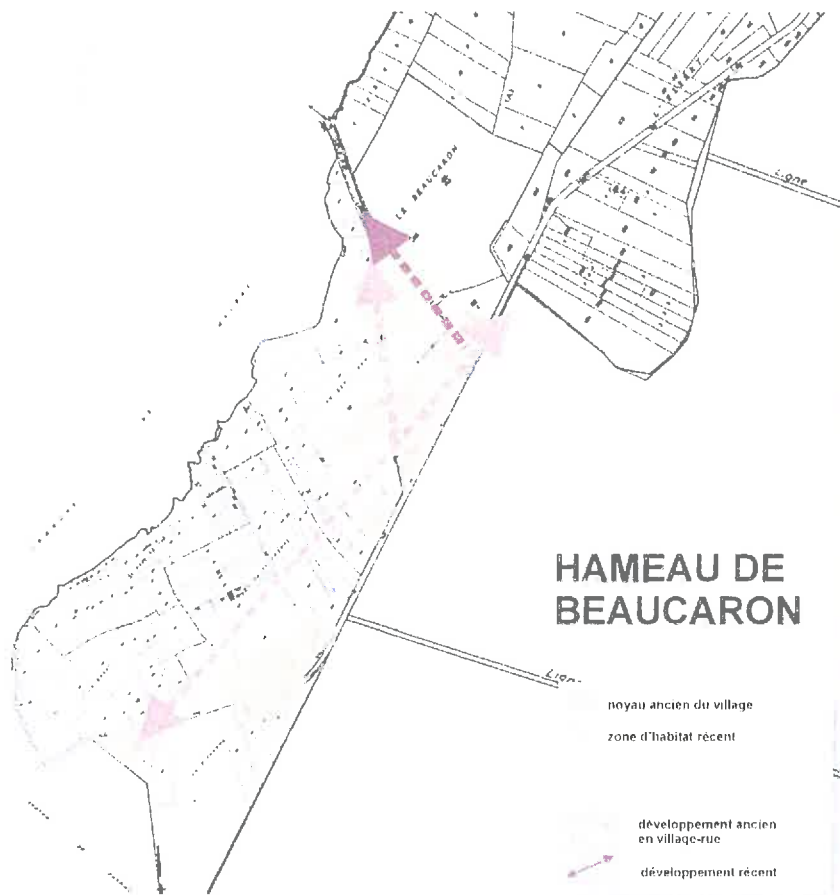 LA BEAUCARON
Ligne
HAMEAU DE
BEAUCARON
noyau ancien du village
zone d'habitat récent
développement ancien
en village-rue
développement récent